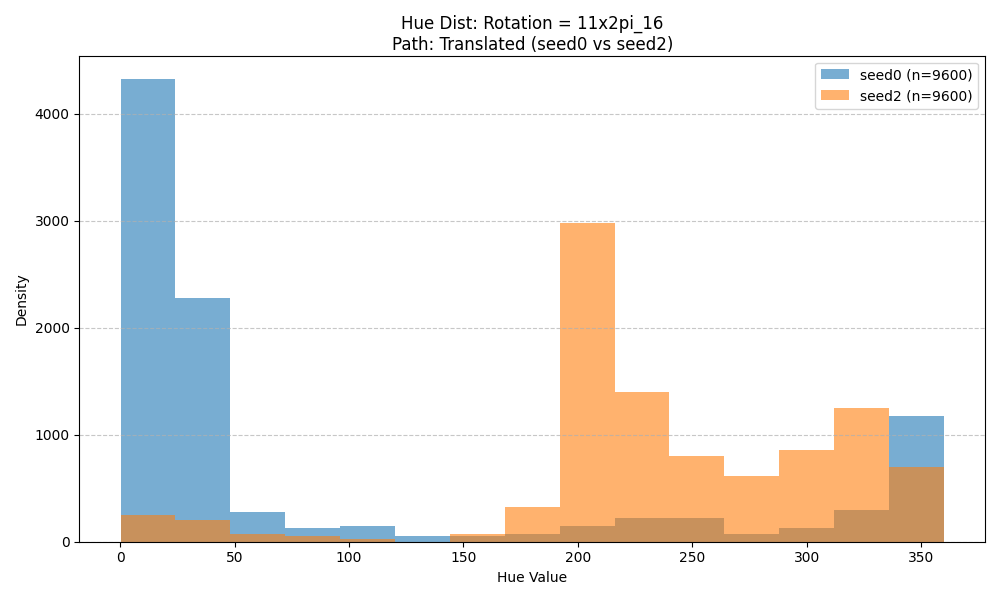 Hue Dist: Rotation = 11x2pi_16
Path: Translated (seed0 vs seed2)
seed0 (n=9600)
seed2 (n=9600)
Density
4000
3000
2000
1000
0
0 50 100 150 200 250 300 350
Hue Value